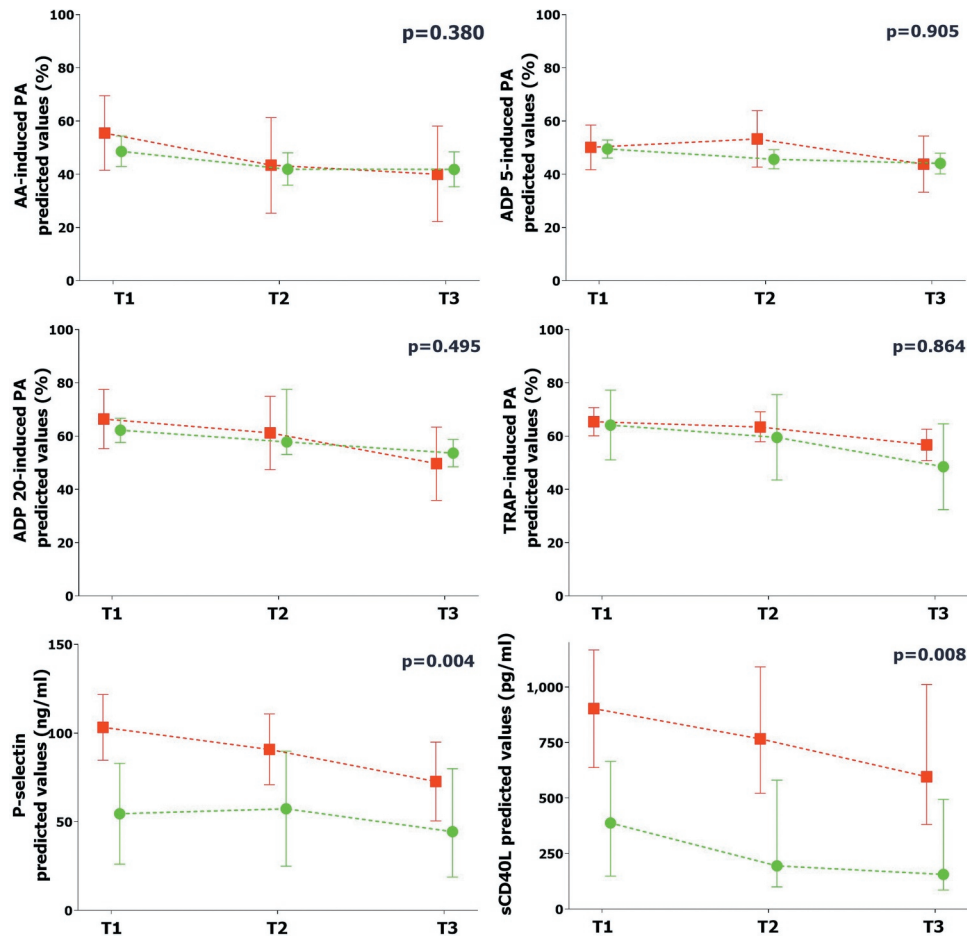 p=0.380
AA-induced PA
predicted values (%)
100
80
60
40
20
0
T1
T2
T3
p=0.905
ADP 5-induced PA
predicted values (%)
100
80
60
40
20
0
T1
T2
T3
p=0.495
ADP 20-induced PA
predicted values (%)
100
80
60
40
20
0
T1
T2
T3
p=0.864
TRAP-induced PA
predicted values (%)
100
80
60
40
20
0
T1
T2
T3
p=0.004
P-selectin
predicted values (ng/ml)
150
100
50
0
T1
T2
T3
p=0.008
sCD40L predicted values (pg/ml)
1,000
750
500
250
0
T1
T2
T3